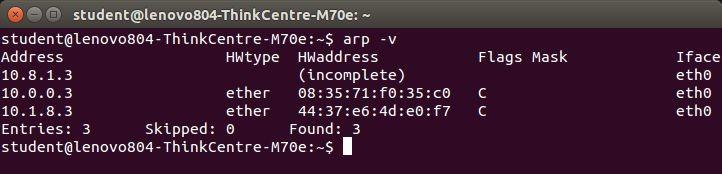 student@lenovo804-ThinkCentre-M70e: ~
student@lenovo804-ThinkCentre-M70e:~$ arp -v
Address                  HWtype  HWaddress           Flags Mask            Iface
10.8.1.3                         (incomplete)                              eth0
10.0.0.3                 ether   08:35:71:f0:35:c0   C                     eth0
10.1.8.3                 ether   44:37:e6:4d:e0:f7   C                     eth0
Entries: 3      Skipped: 0      Found: 3
student@lenovo804-ThinkCentre-M70e:~$